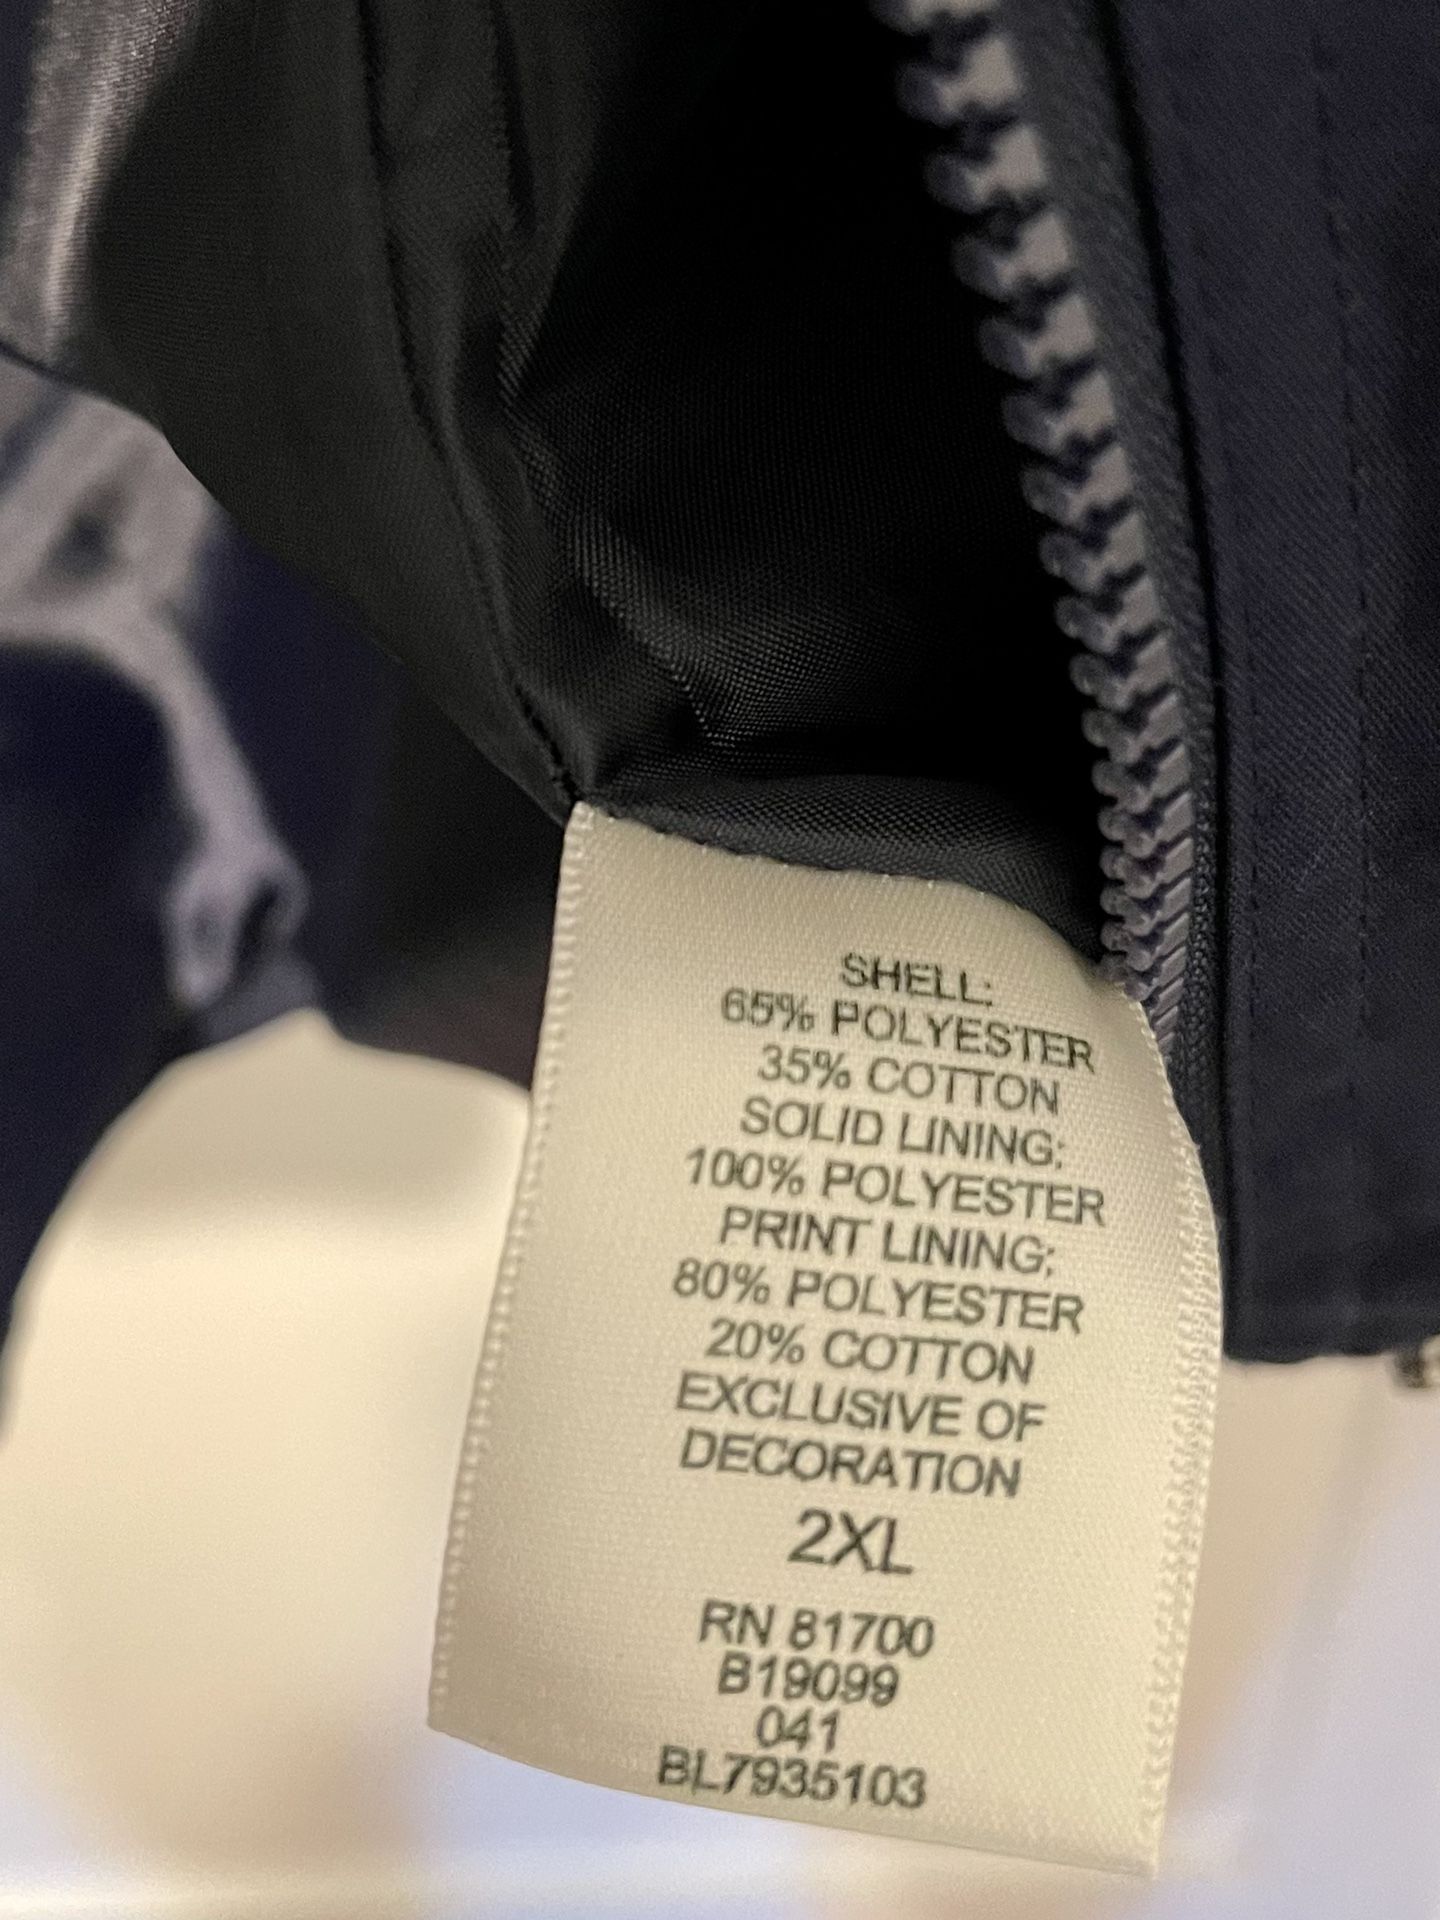 SHELL:
65% POLYESTER
35% COTTON
SOLID LINING:
100% POLYESTER
PRINT LINING:
80% POLYESTER
20% COTTON
EXCLUSIVE OF
DECORATION
2XL
RN 81700
B19099
041
BL7935103